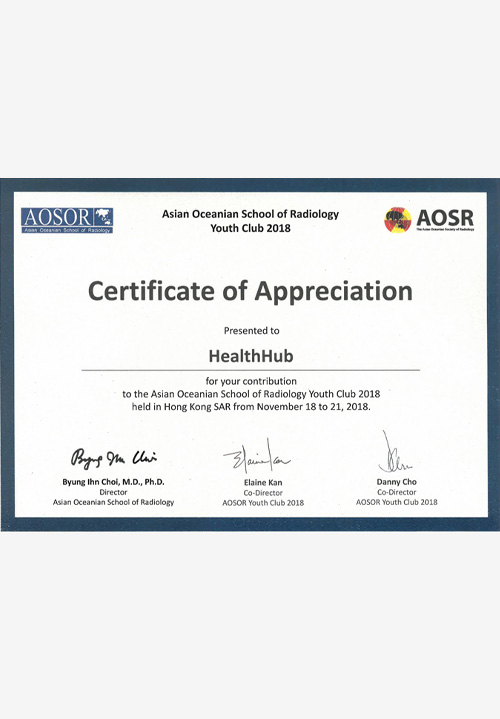 AOSOR
Asian Oceanian School of Radiology
Asian Oceanian School of Radiology
Youth Club 2018
AOSR
The Asian Oceanian Society of Radiology
Certificate of Appreciation
Presented to
HealthHub
for your contribution
to the Asian Oceanian School of Radiology Youth Club 2018
held in Hong Kong SAR from November 18 to 21, 2018.
Byung Ihn Choi, M.D., Ph.D.
Director
Asian Oceanian School of Radiology
Elaine Kan
Elaine Kan
Co-Director
AOSOR Youth Club 2018
Danny Cho
Co-Director
AOSOR Youth Club 2018